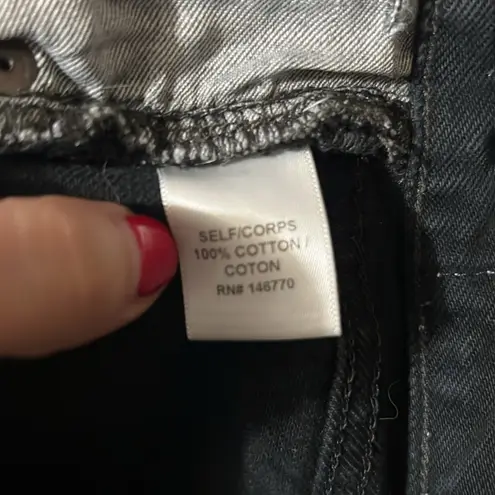 SELF/CORPS
100% COTTON /
COTON
RN# 146770